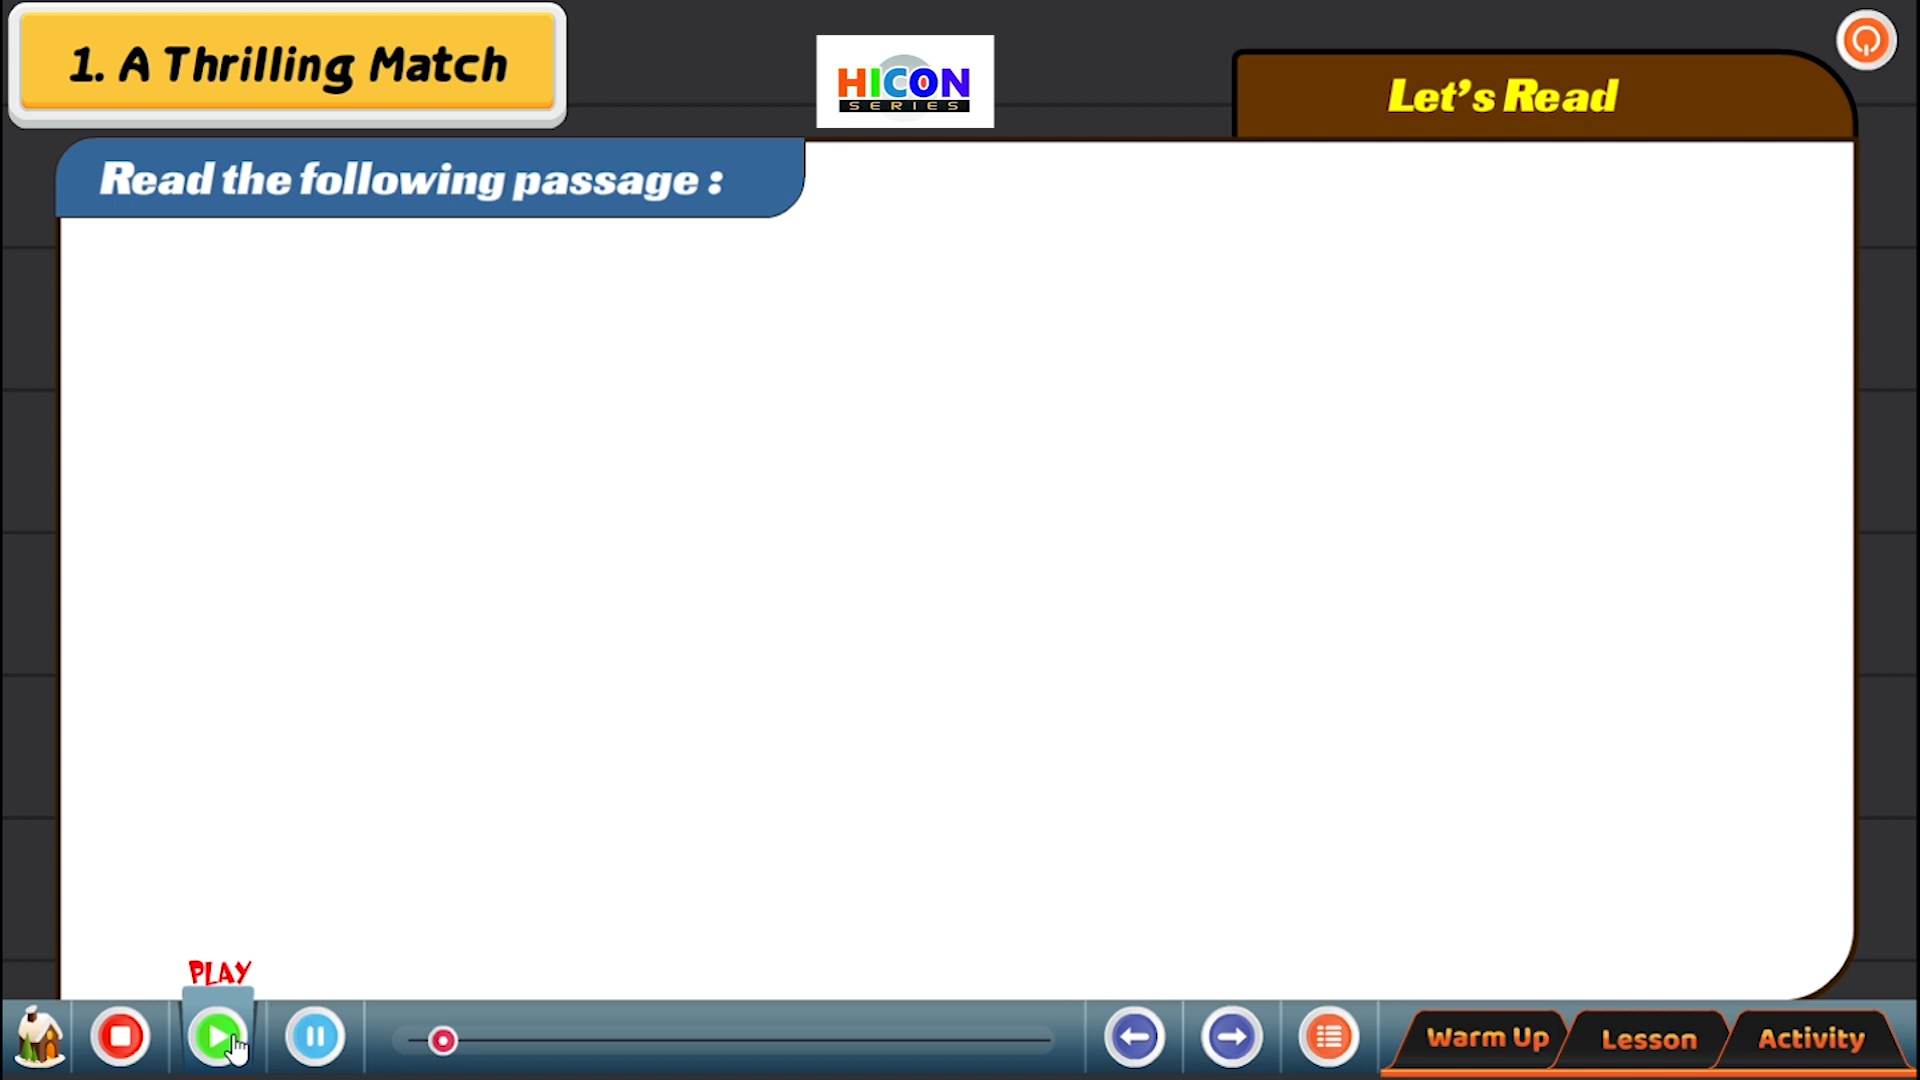 1. A Thrilling Match
HICON
SERIES
Let's Read
Read the following passage :
PLAY
Warm Up
Lesson
Activity